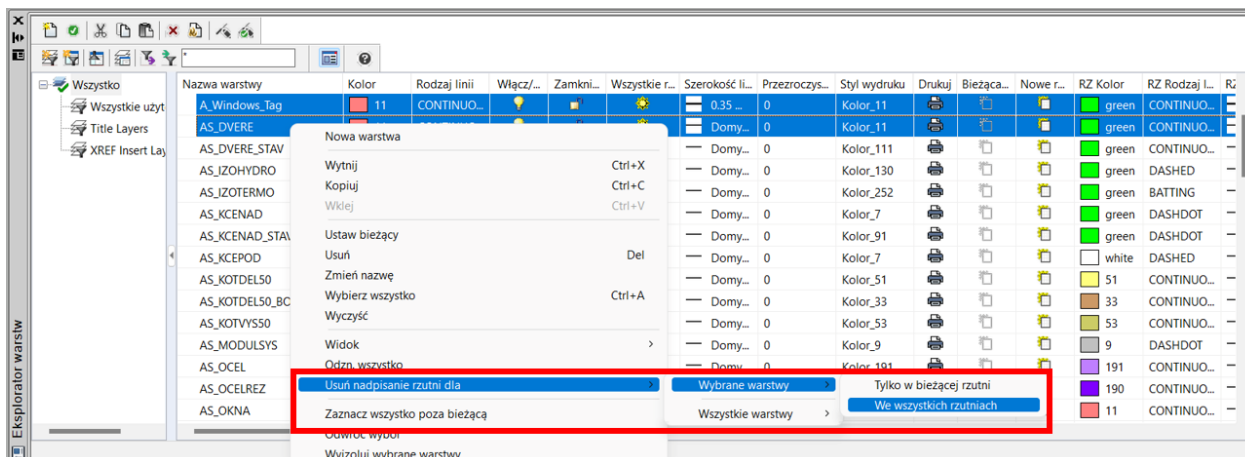 Nazwa warstwy Kolor Rodzaj linii Włącz/... Zamkni... Wszystkie r... Szerokość li... Przezroczys... Styl wydruku Drukuj Bieżąca... Nowe r... RZ Kolor RZ Rodzaj l... RZ
Wszystko
Wszystkie użyt
Title Layers
XREF Insert Lay
A_Windows_Tag 11 CONTINUO... 0.35 ... 0 Kolor_11 green CONTINUO...
AS_DVERE Domy... 0 Kolor_11 green CONTINUO...
AS_DVERE_STAV Domy... 0 Kolor_111 green CONTINUO...
AS_IZOHYDRO Domy... 0 Kolor_130 green DASHED
AS_IZOTERMO Domy... 0 Kolor_252 green BATTING
AS_KCENAD Domy... 0 Kolor_7 green DASHDOT
AS_KCENAD_STAV Domy... 0 Kolor_91 green DASHDOT
AS_KCEPOD Domy... 0 Kolor_7 white DASHED
AS_KOTDEL50 Domy... 0 Kolor_51 51 CONTINUO...
AS_KOTDEL50_BO Domy... 0 Kolor_33 33 CONTINUO...
AS_KOTVYS50 Domy... 0 Kolor_53 53 CONTINUO...
AS_MODULSYS Domy... 0 Kolor_9 9 DASHDOT
AS_OCEL Domy... 0 Kolor_191 191 CONTINUO...
AS_OCELREZ 190 CONTINUO...
AS_OKNA 11 CONTINUO...
Nowa warstwa
Wytnij Ctrl+X
Kopiuj Ctrl+C
Wklej Ctrl+V
Ustaw bieżący
Usuń Del
Zmień nazwę
Wybierz wszystko Ctrl+A
Wyczyść
Widok
Odzn. wszystko
Usuń nadpisanie rzutni dla
Zaznacz wszystko poza bieżącą
Odwróć wybór
Wyizoluj wybrane warstwy
Wybrane warstwy
Wszystkie warstwy
Tylko w bieżącej rzutni
We wszystkich rzutniach
Eksplorator warstw